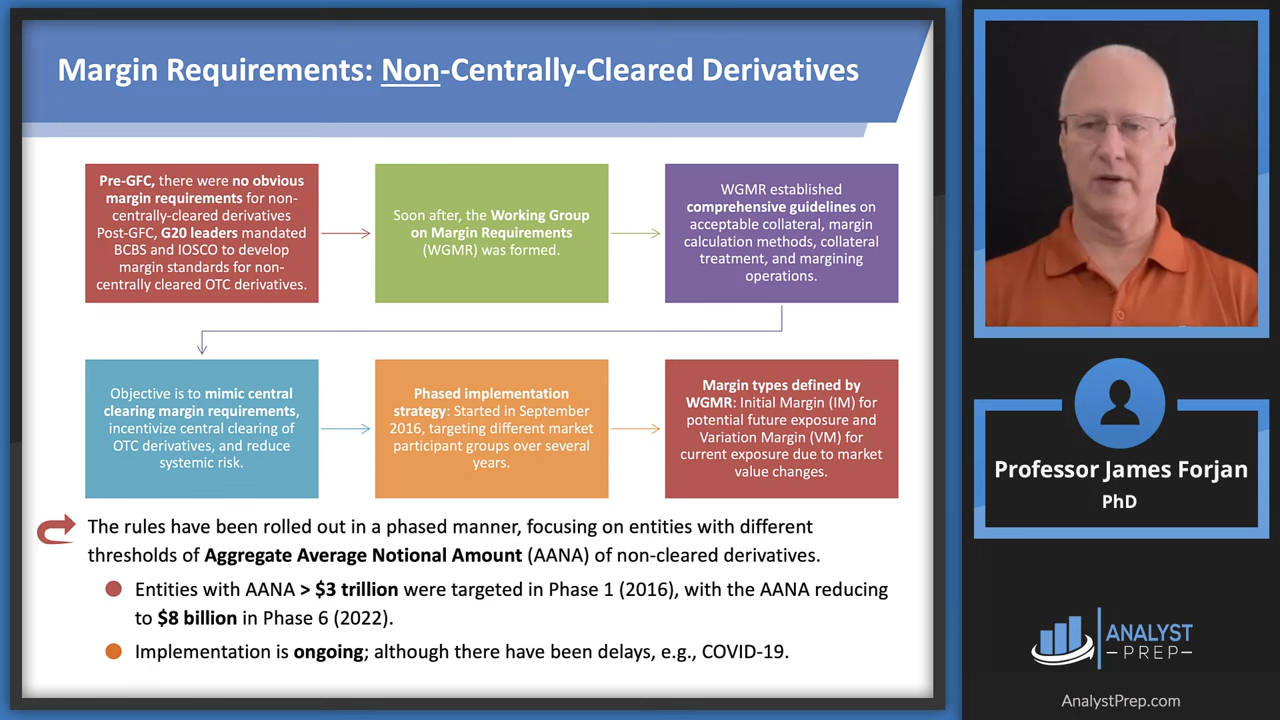 Margin Requirements: Non-Centrally-Cleared Derivatives
Pre-GFC, there were no obvious
margin requirements for non-
centrally-cleared derivatives
Post-GFC, G20 leaders mandated
BCBS and IOSCO to develop
margin standards for non-
centrally cleared OTC derivatives.
Soon after, the Working Group
on Margin Requirements
(WGMR) was formed.
WGMR established
comprehensive guidelines on
acceptable collateral, margin
calculation methods, collateral
treatment, and margining
operations.
Objective is to mimic central
clearing margin requirements,
incentivize central clearing of
OTC derivatives, and reduce
systemic risk.
Phased implementation
strategy: Started in September
2016, targeting different market
participant groups over several
years.
Margin types defined by
WGMR: Initial Margin (IM) for
potential future exposure and
Variation Margin (VM) for
current exposure due to market
value changes.
The rules have been rolled out in a phased manner, focusing on entities with different
thresholds of Aggregate Average Notional Amount (AANA) of non-cleared derivatives.
Entities with AANA > $3 trillion were targeted in Phase 1 (2016), with the AANA reducing
to $8 billion in Phase 6 (2022).
Implementation is ongoing; although there have been delays, e.g., COVID-19.
Professor James Forjan
PhD
ANALYST
PREP
AnalystPrep.com